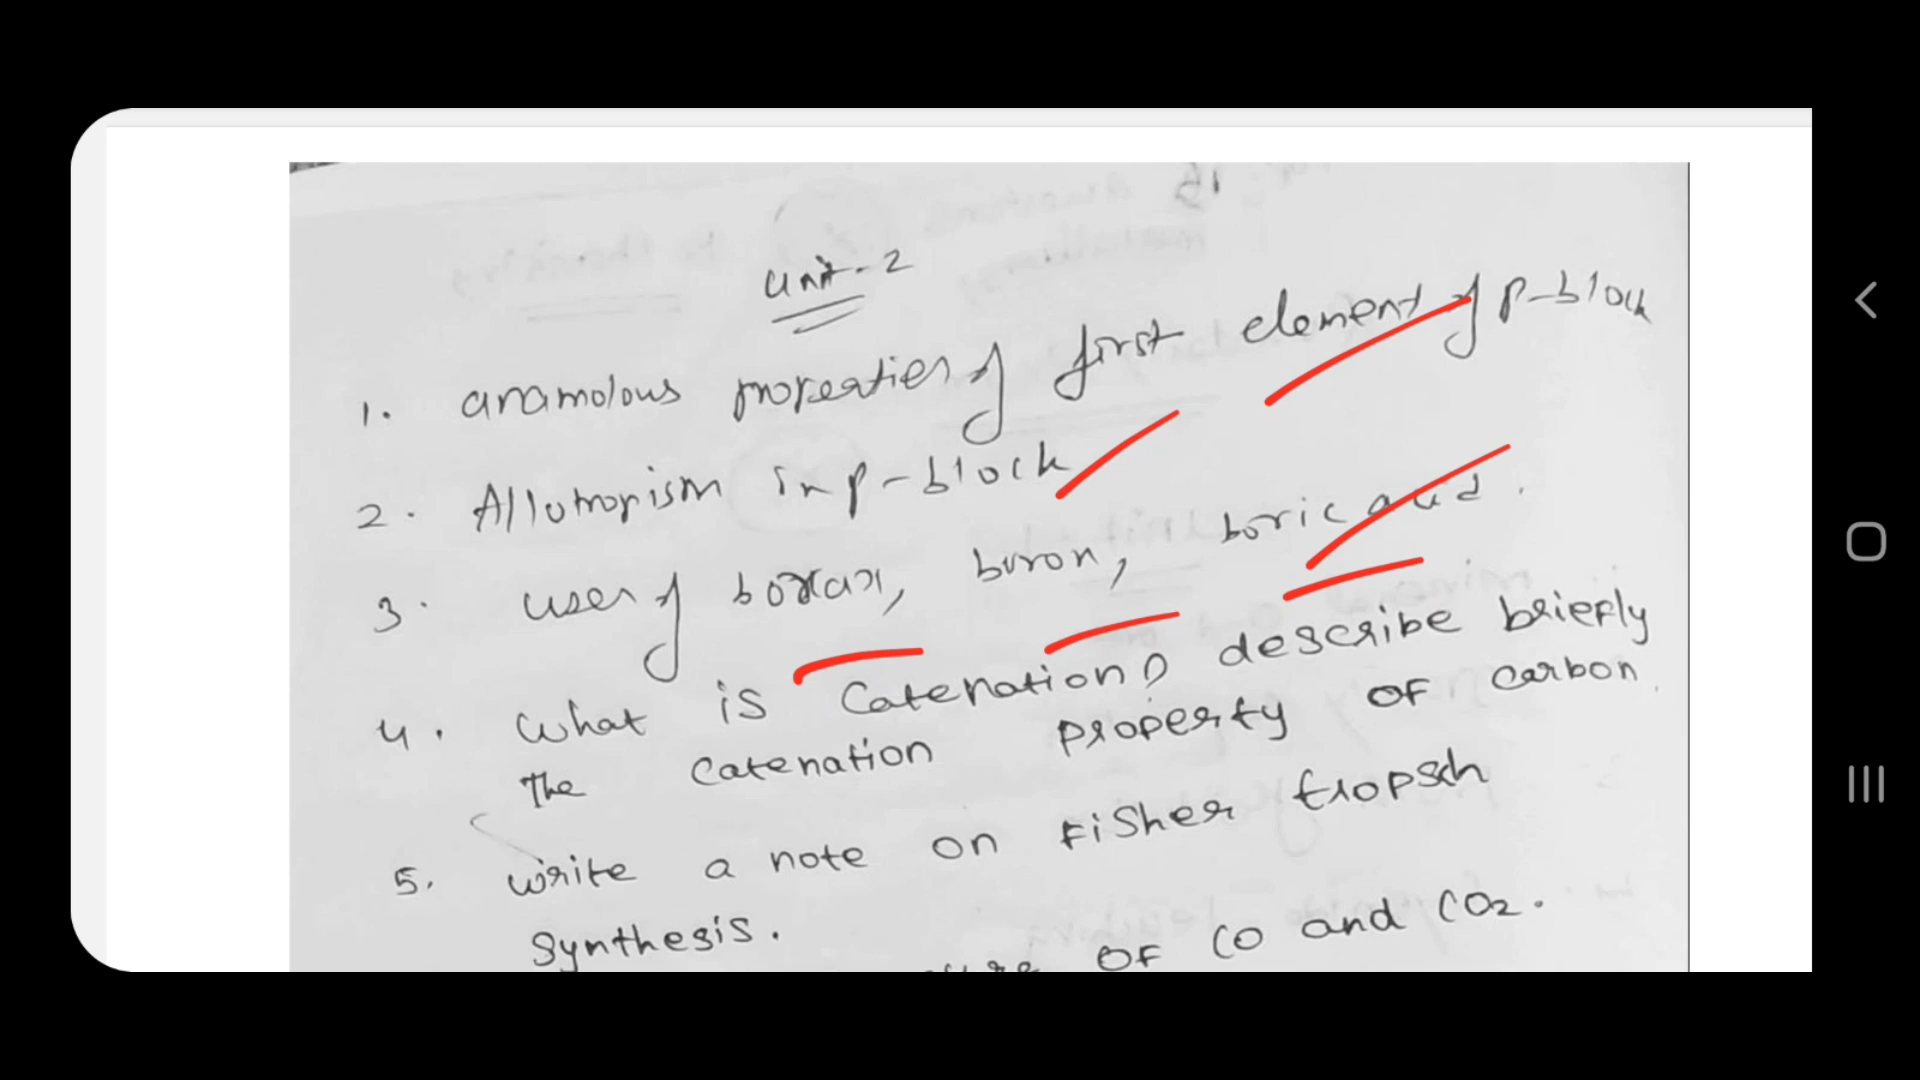 Unit-2
1. anamolous properties of first element of p-block
2. Allotropism in p-block
3. uses of borax, boron, boric acid.
4. What is Catenation, describe briefly
The Catenation property of carbon.
5. Write a note on Fisher tropsch
Synthesis.
of CO and CO2.